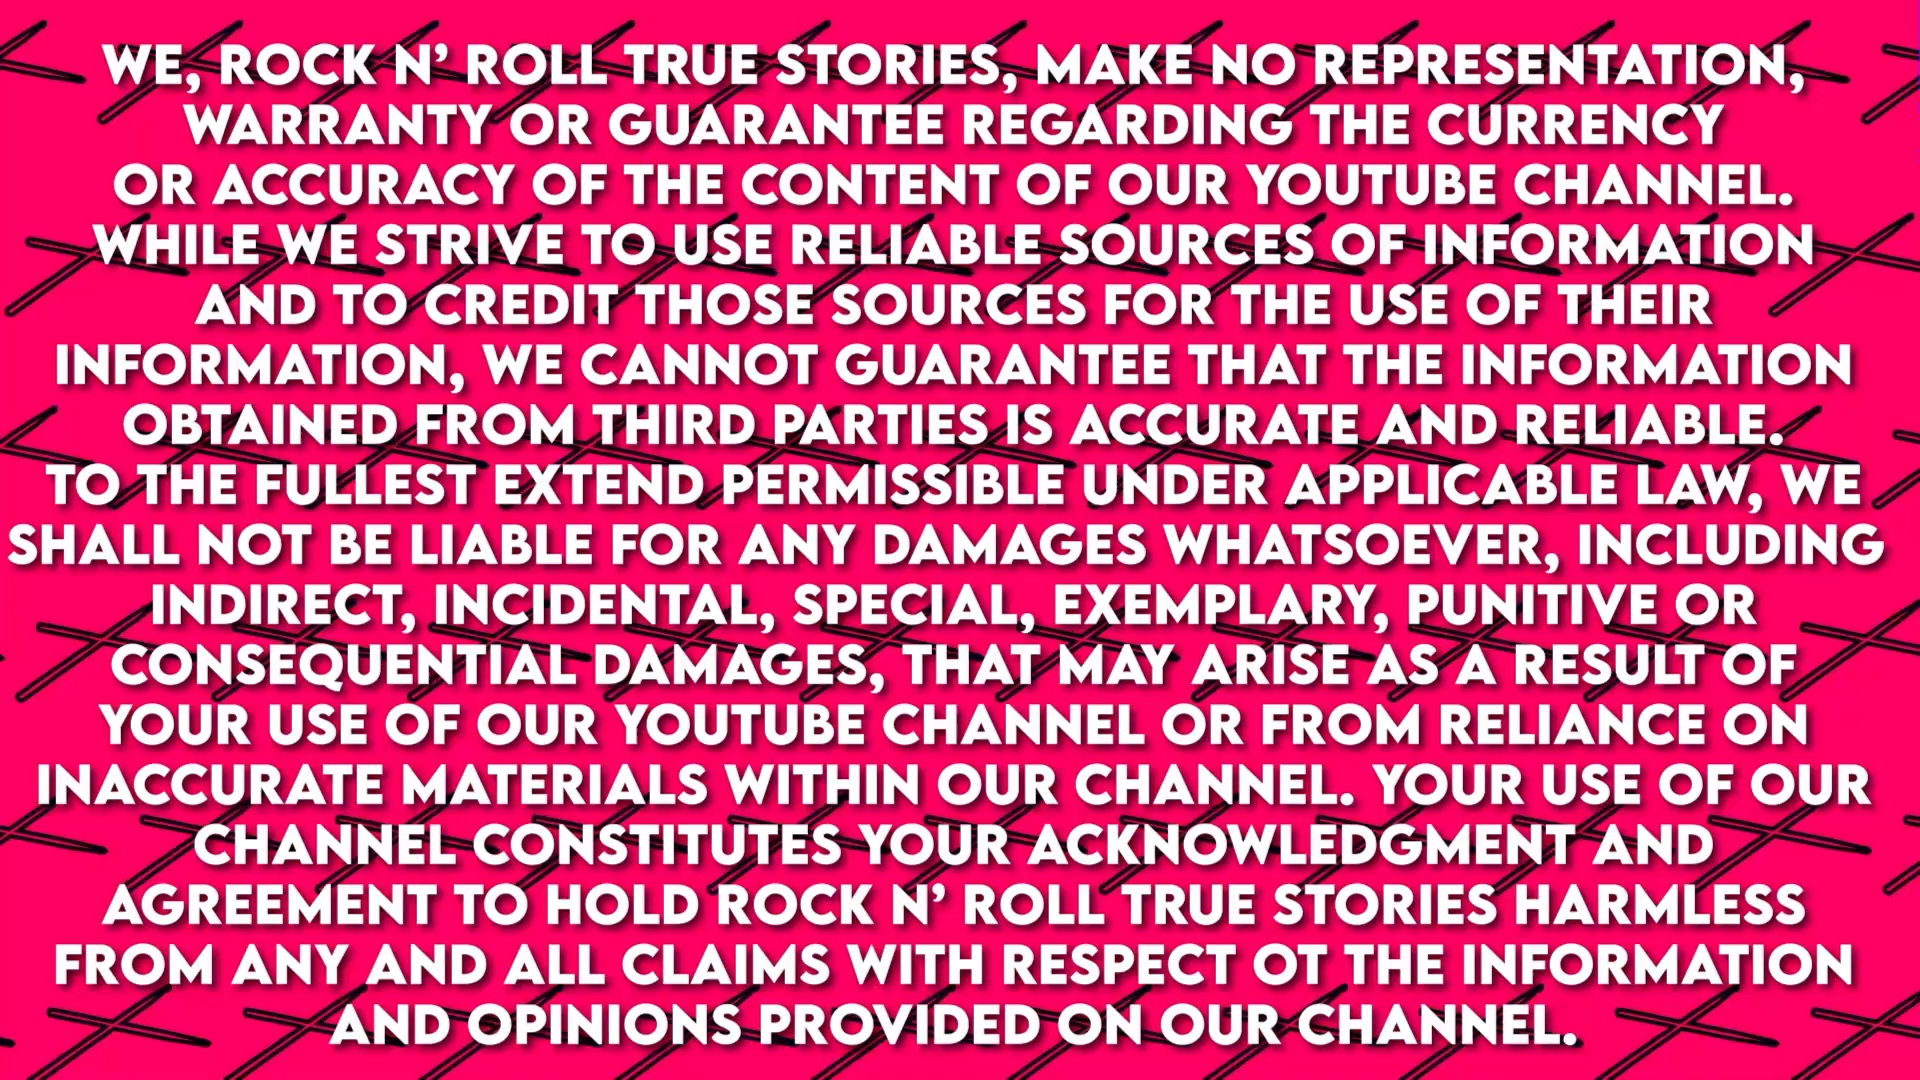 WE, ROCK N' ROLL TRUE STORIES, MAKE NO REPRESENTATION,
WARRANTY OR GUARANTEE REGARDING THE CURRENCY
OR ACCURACY OF THE CONTENT OF OUR YOUTUBE CHANNEL.
WHILE WE STRIVE TO USE RELIABLE SOURCES OF INFORMATION
AND TO CREDIT THOSE SOURCES FOR THE USE OF THEIR
INFORMATION, WE CANNOT GUARANTEE THAT THE INFORMATION
OBTAINED FROM THIRD PARTIES IS ACCURATE AND RELIABLE.
TO THE FULLEST EXTEND PERMISSIBLE UNDER APPLICABLE LAW, WE
SHALL NOT BE LIABLE FOR ANY DAMAGES WHATSOEVER, INCLUDING
INDIRECT, INCIDENTAL, SPECIAL, EXEMPLARY, PUNITIVE OR
CONSEQUENTIAL DAMAGES, THAT MAY ARISE AS A RESULT OF
YOUR USE OF OUR YOUTUBE CHANNEL OR FROM RELIANCE ON
INACCURATE MATERIALS WITHIN OUR CHANNEL. YOUR USE OF OUR
CHANNEL CONSTITUTES YOUR ACKNOWLEDGMENT AND
AGREEMENT TO HOLD ROCK N' ROLL TRUE STORIES HARMLESS
FROM ANY AND ALL CLAIMS WITH RESPECT OT THE INFORMATION
AND OPINIONS PROVIDED ON OUR CHANNEL.